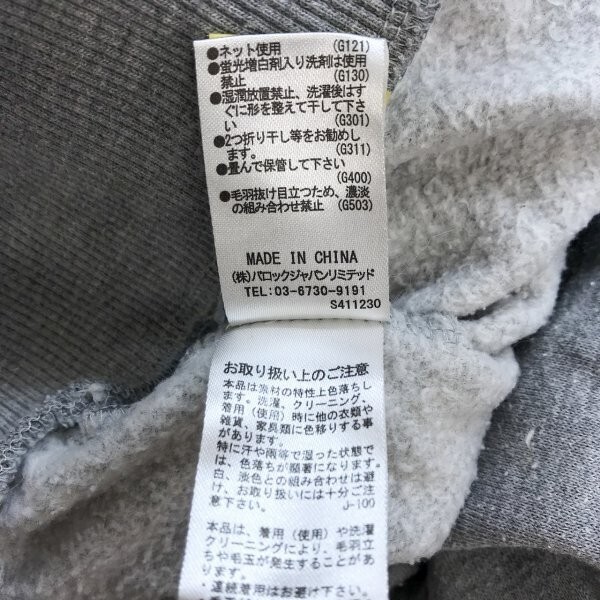 ●ネット使用 (G121)
●蛍光増白剤入り洗剤は使用
禁止 (G130)
●湿潤放置禁止、洗濯後はす
ぐに形を整えて干して下さ
い (G301)
●2つ折り干し等をお勧めし
ます。 (G311)
●畳んで保管して下さい
(G400)
●毛羽抜け目立つため、濃淡
の組み合わせ禁止 (G503)
MADE IN CHINA
(株)バロックジャパンリミテッド
TEL:03-6730-9191
S411230
お取り扱い上のご注意
本品は素材の特性上色落ちし
ます。洗濯、クリーニング、
着用(使用)時に他の衣類や
雑貨、家具類に色移りする事
があります。
特に汗や雨等で湿った状態で
は、色落ちが顕著になります。
白、淡色との組み合わせは避
け、お取り扱いには十分ご注
意下さい。 J-100
本品は、着用(使用)や洗濯
クリーニングにより、毛羽立
ちや毛玉が発生することがあ
ります。
・連続着用はお避け下さい